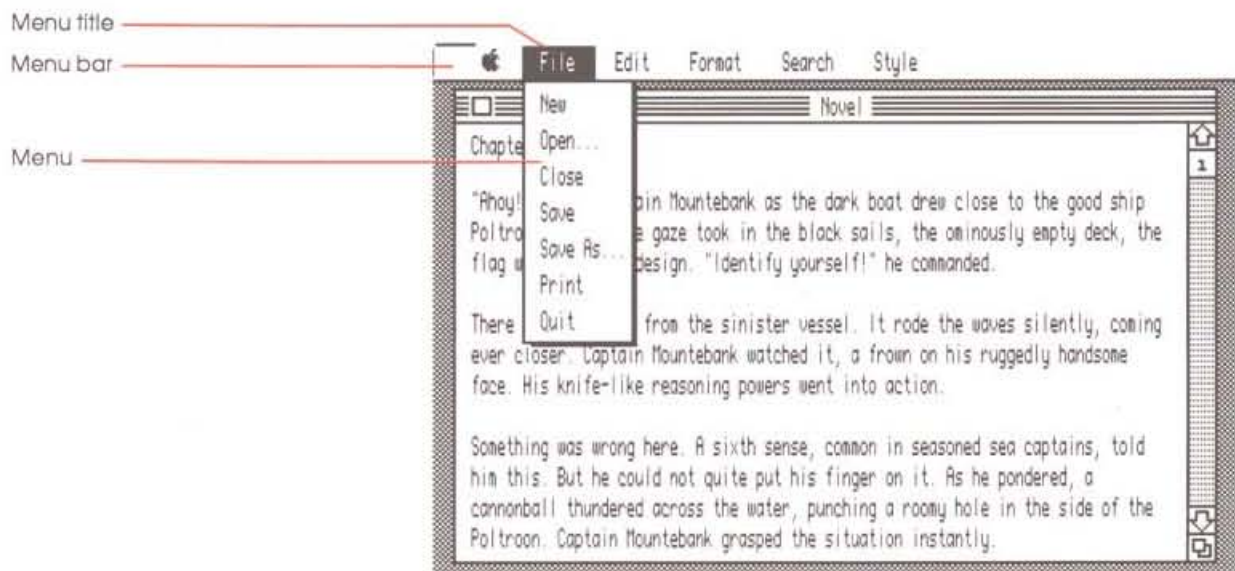 Menu title
Menu bar
Menu
File Edit Format Search Style
Novel
New
Open...
Close
Save
Save As...
Print
Quit
1
"Ahoy! Mountebank as the dark boat drew close to the good ship
gaze took in the black sails, the ominously empty deck, the
flag design. "Identify yourself!" he commanded.
There from the sinister vessel. It rode the waves silently, coming
ever closer. Captain Mountebank watched it, a frown on his ruggedly handsome
face. His knife-like reasoning powers went into action.
Something was wrong here. A sixth sense, common in seasoned sea captains, told
him this. But he could not quite put his finger on it. As he pondered, a
cannonball thundered across the water, punching a roomy hole in the side of the
Poltroon. Captain Mountebank grasped the situation instantly.